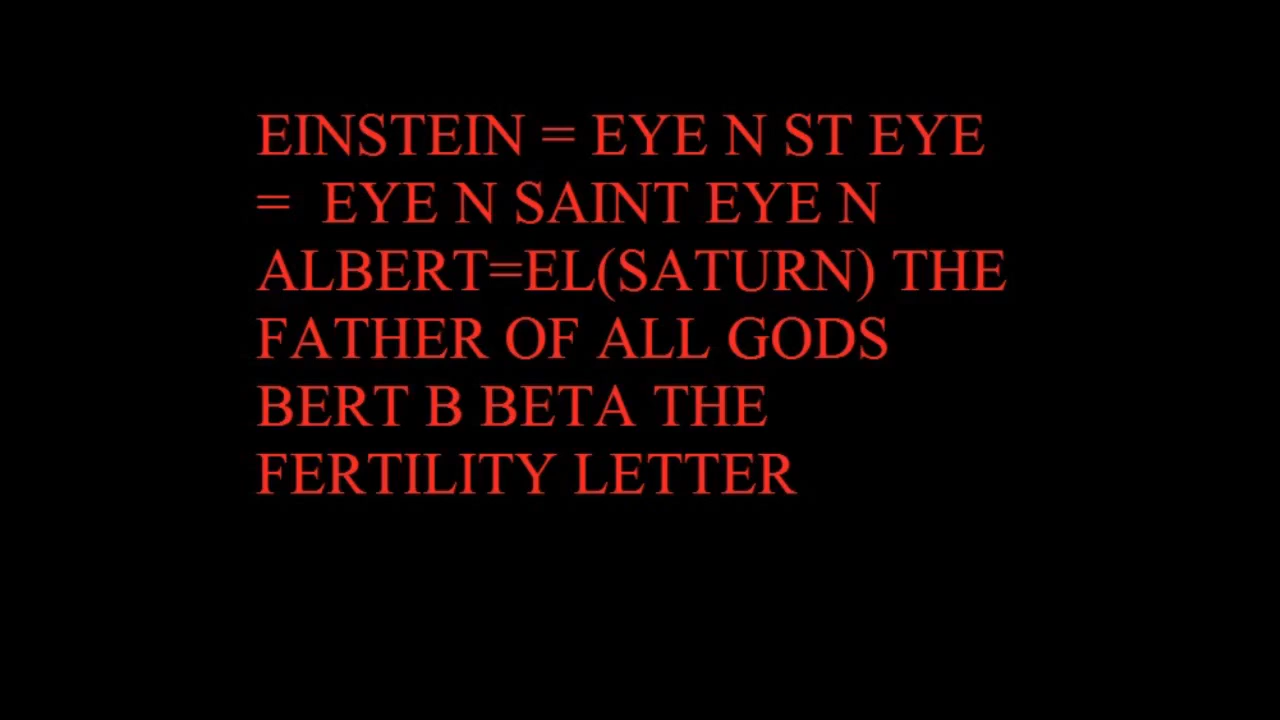 EINSTEIN = EYE N ST EYE
=  EYE N SAINT EYE N
ALBERT=EL(SATURN) THE
FATHER OF ALL GODS
BERT B BETA THE
FERTILITY LETTER